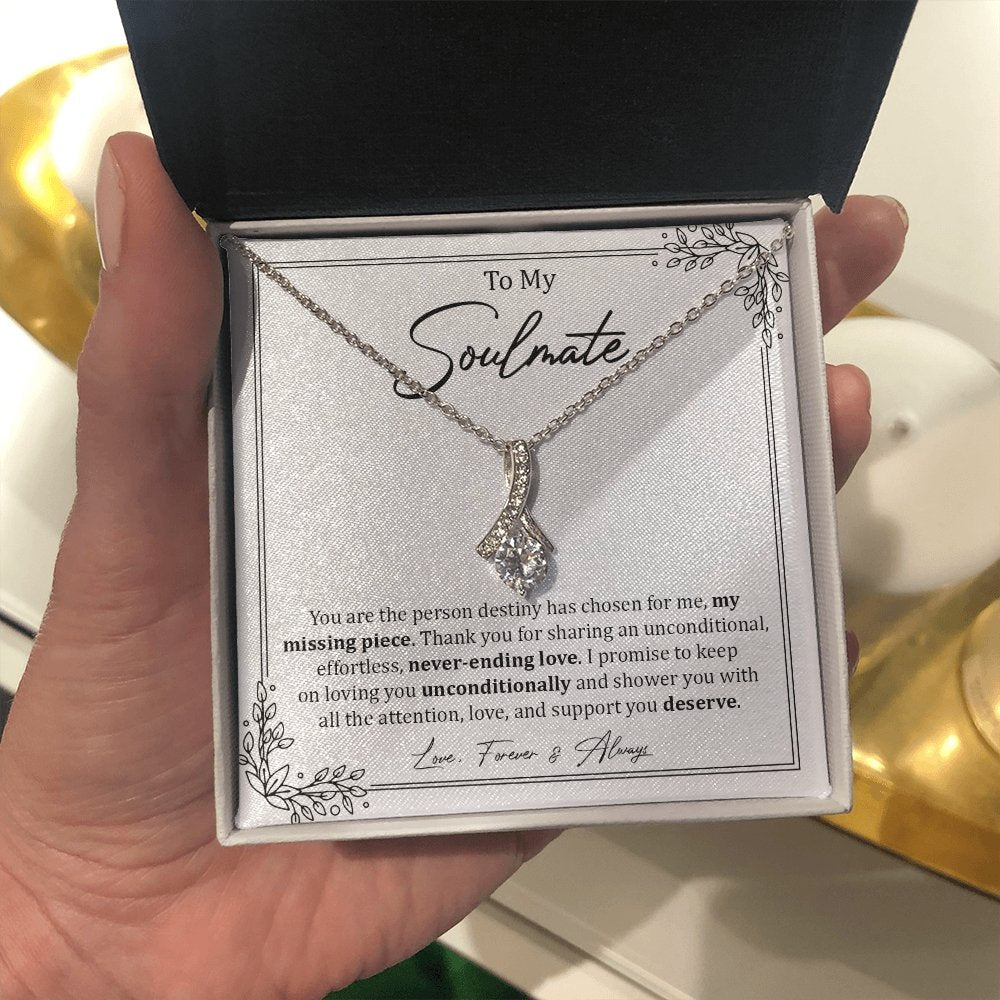 To My
Soulmate
You are the person destiny has chosen for me, my
missing piece. Thank you for sharing an unconditional,
effortless, never-ending love. I promise to keep
on loving you unconditionally and shower you with
all the attention, love, and support you deserve.
Love, Forever & Always